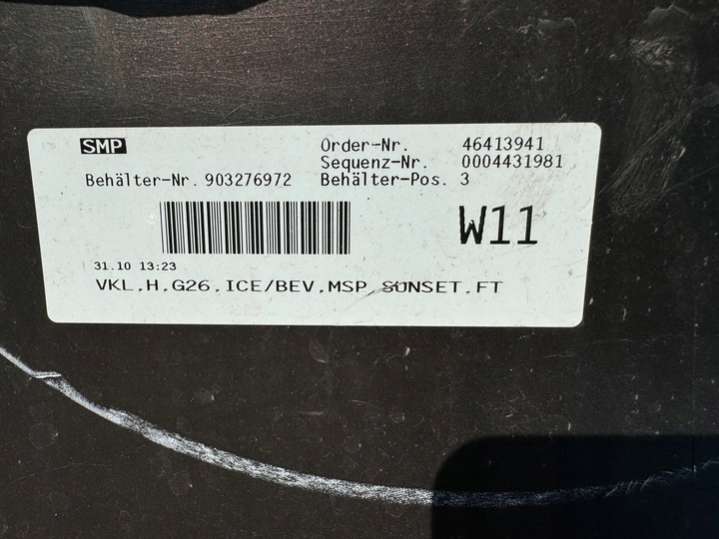 SMP Order-Nr. 46413941
Sequenz-Nr. 0004431981
Behälter-Nr. 903276972 Behälter-Pos. 3
W11
31.10 13:23
VKL.H.G26.ICE/BEV.MSP.SUNSET.FT